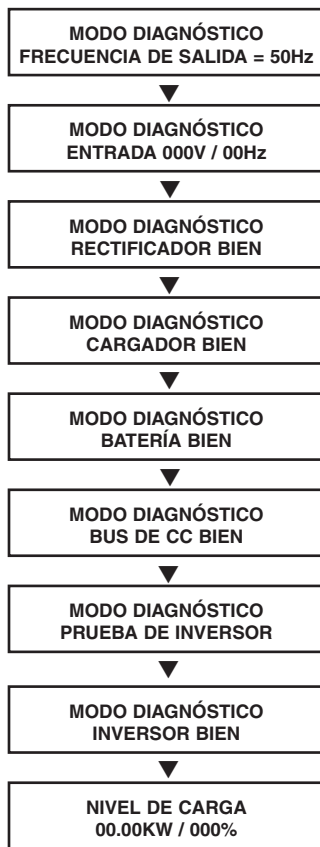 MODO DIAGNÓSTICO
FRECUENCIA DE SALIDA = 50Hz
MODO DIAGNÓSTICO
ENTRADA 000V / 00Hz
MODO DIAGNÓSTICO
RECTIFICADOR BIEN
MODO DIAGNÓSTICO
CARGADOR BIEN
MODO DIAGNÓSTICO
BATERÍA BIEN
MODO DIAGNÓSTICO
BUS DE CC BIEN
MODO DIAGNÓSTICO
PRUEBA DE INVERSOR
MODO DIAGNÓSTICO
INVERSOR BIEN
NIVEL DE CARGA
00.00KW / 000%